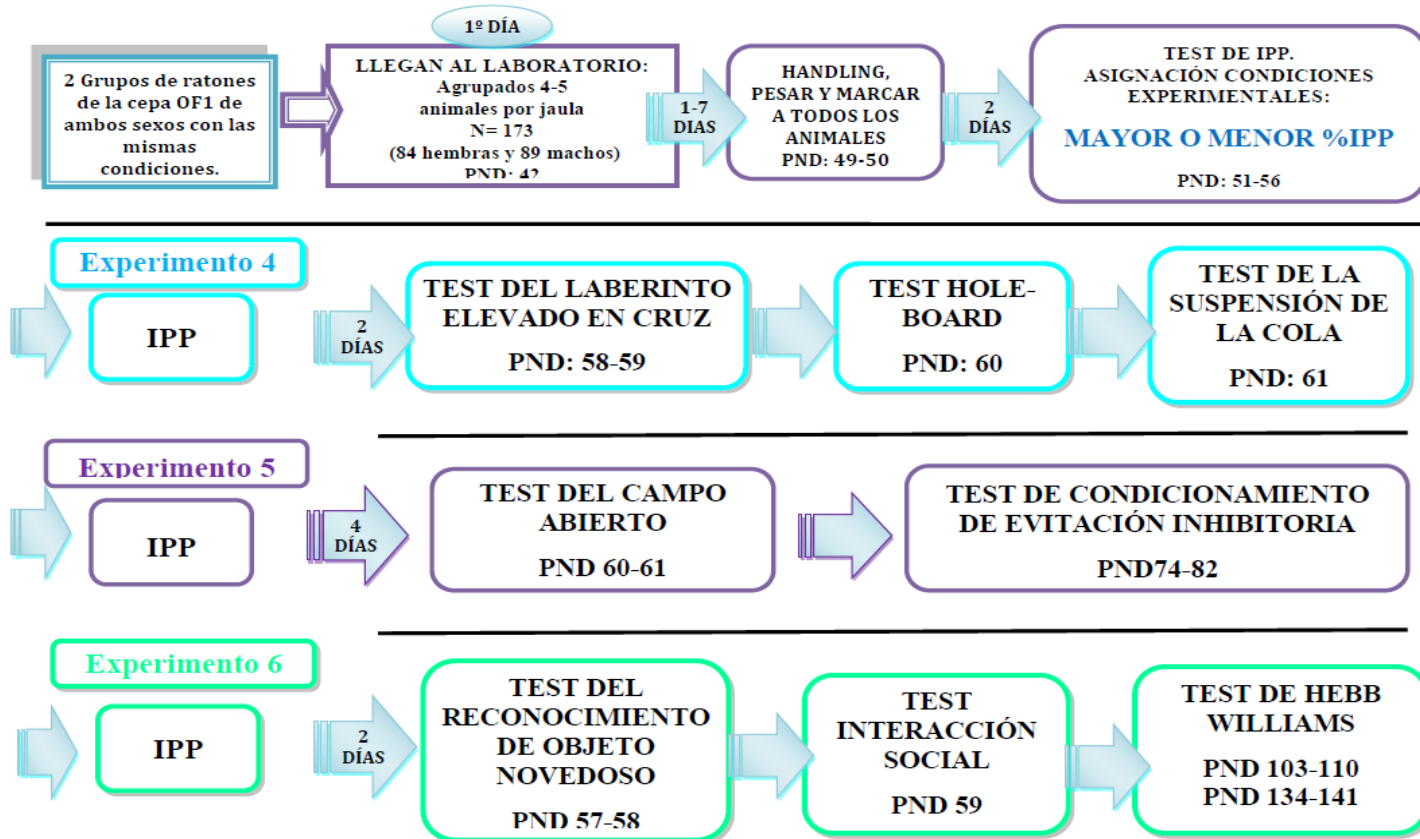 1º DÍA
2 Grupos de ratones
de la cepa OF1 de
ambos sexos con las
mismas
condiciones.
LLEGAN AL LABORATORIO:
Agrupados 4-5
animales por jaula
N= 173
(84 hembras y 89 machos)
PND: 42
1-7
DIAS
HANDLING,
PESAR Y MARCAR
A TODOS LOS
ANIMALES
PND: 49-50
2
DÍAS
TEST DE IPP.
ASIGNACIÓN CONDICIONES
EXPERIMENTALES:
MAYOR O MENOR %IPP
PND: 51-56
Experimento 4
IPP
2
DÍAS
TEST DEL LABERINTO
ELEVADO EN CRUZ
PND: 58-59
TEST HOLE-
BOARD
PND: 60
TEST DE LA
SUSPENSIÓN DE
LA COLA
PND: 61
Experimento 5
IPP
4
DÍAS
TEST DEL CAMPO
ABIERTO
PND 60-61
TEST DE CONDICIONAMIENTO
DE EVITACIÓN INHIBITORIA
PND74-82
Experimento 6
IPP
2
DÍAS
TEST DEL
RECONOCIMIENTO
DE OBJETO
NOVEDOSO
PND 57-58
TEST
INTERACCIÓN
SOCIAL
PND 59
TEST DE HEBB
WILLIAMS
PND 103-110
PND 134-141